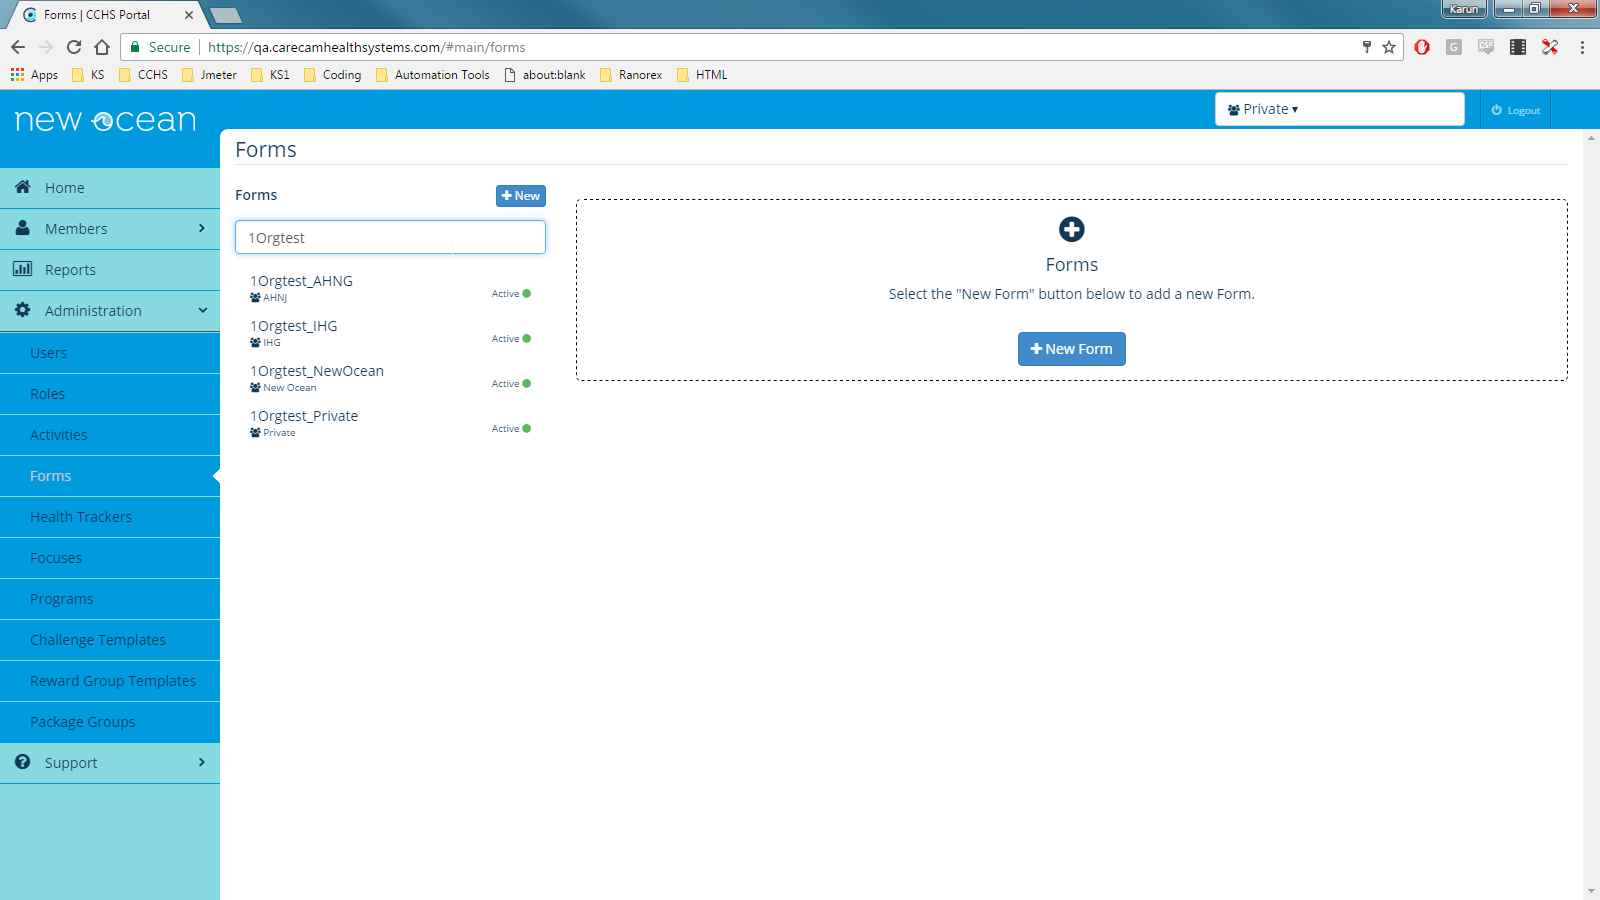 Forms | CCHS Portal
Karun
Secure
https://qa.carecamhealthsystems.com/#main/forms
G
CSP
Apps
KS
CCHS
Jmeter
KS1
Coding
Automation Tools
about:blank
Ranorex
HTML
new ocean
Private
Logout
Home
Members
Reports
Administration
Users
Roles
Activities
Forms
Health Trackers
Focuses
Programs
Challenge Templates
Reward Group Templates
Package Groups
Support
Forms
Forms
New
1Orgtest
1Orgtest_AHNG
AHNJ
Active
1Orgtest_IHG
IHG
Active
1Orgtest_NewOcean
New Ocean
Active
1Orgtest_Private
Private
Active
Forms
Select the "New Form" button below to add a new Form.
New Form